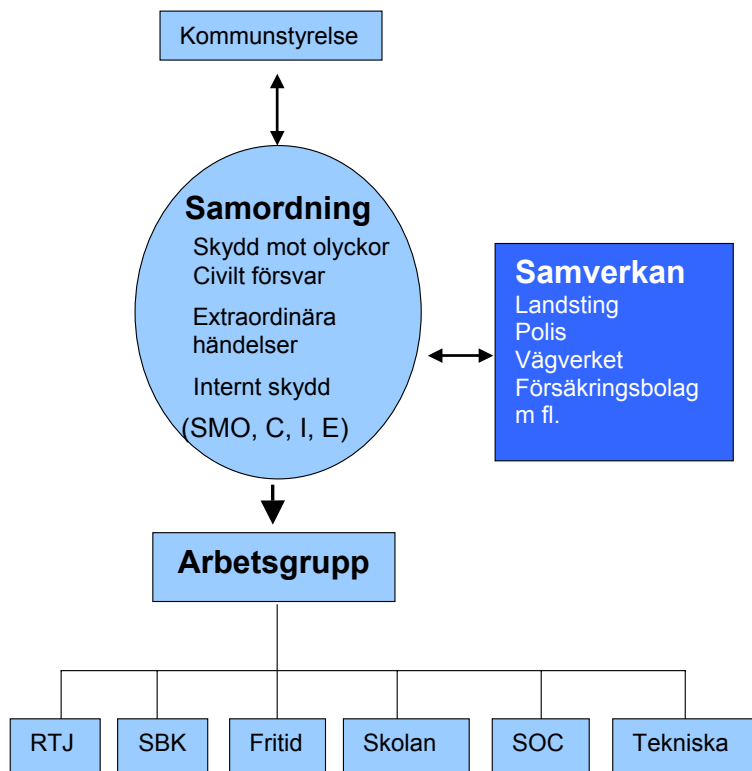 Kommunstyrelse
Samordning
Skydd mot olyckor
Civilt försvar
Extraordinära
händelser
Internt skydd
(SMO, C, I, E)
Samverkan
Landsting
Polis
Vägverket
Försäkringsbolag
m fl.
Arbetsgrupp
RTJ
SBK
Fritid
Skolan
SOC
Tekniska